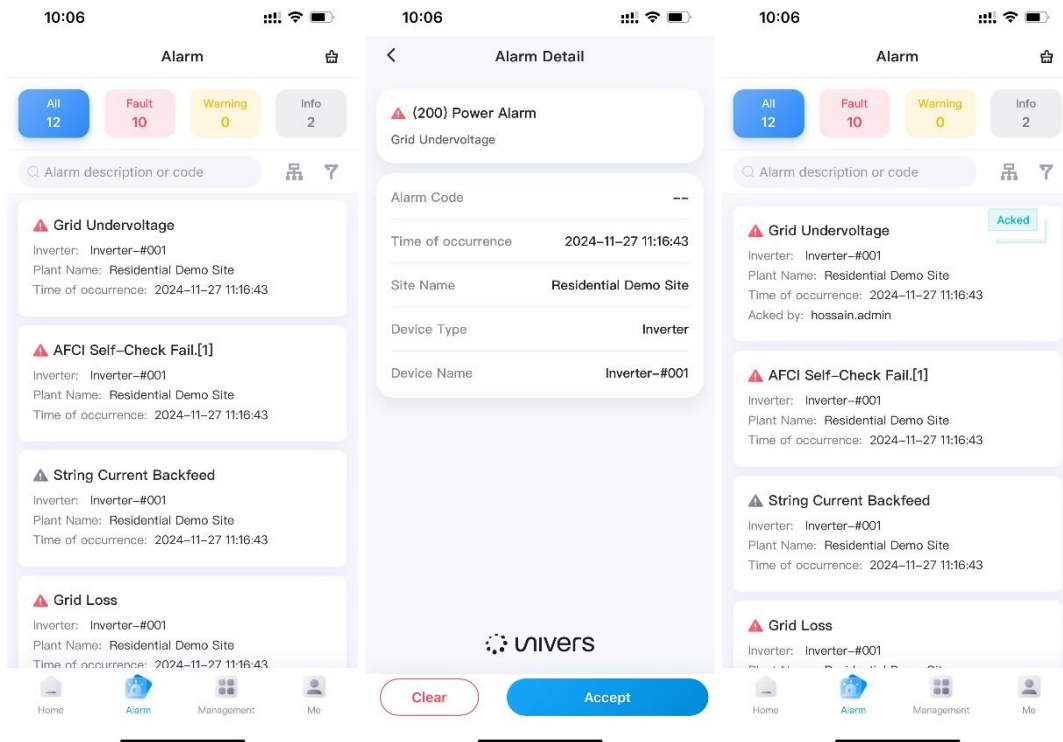 10:06
Alarm
All
12
Fault
10
Warning
0
Info
2
Alarm description or code
Grid Undervoltage
Inverter: Inverter-#001
Plant Name: Residential Demo Site
Time of occurrence: 2024-11-27 11:16:43
AFCI Self-Check Fail.[1]
Inverter: Inverter-#001
Plant Name: Residential Demo Site
Time of occurrence: 2024-11-27 11:16:43
String Current Backfeed
Inverter: Inverter-#001
Plant Name: Residential Demo Site
Time of occurrence: 2024-11-27 11:16:43
Grid Loss
Inverter: Inverter-#001
Plant Name: Residential Demo Site
Time of occurrence: 2024-11-27 11:16:43
Home
Alarm
Management
Me
10:06
Alarm Detail
(200) Power Alarm
Grid Undervoltage
Alarm Code --
Time of occurrence 2024-11-27 11:16:43
Site Name Residential Demo Site
Device Type Inverter
Device Name Inverter-#001
univers
Clear
Accept
10:06
Alarm
All
12
Fault
10
Warning
0
Info
2
Alarm description or code
Acked
Grid Undervoltage
Inverter: Inverter-#001
Plant Name: Residential Demo Site
Time of occurrence: 2024-11-27 11:16:43
Acked by: hossain.admin
AFCI Self-Check Fail.[1]
Inverter: Inverter-#001
Plant Name: Residential Demo Site
Time of occurrence: 2024-11-27 11:16:43
String Current Backfeed
Inverter: Inverter-#001
Plant Name: Residential Demo Site
Time of occurrence: 2024-11-27 11:16:43
Grid Loss
Inverter: Inverter-#001
Home
Alarm
Management
Me